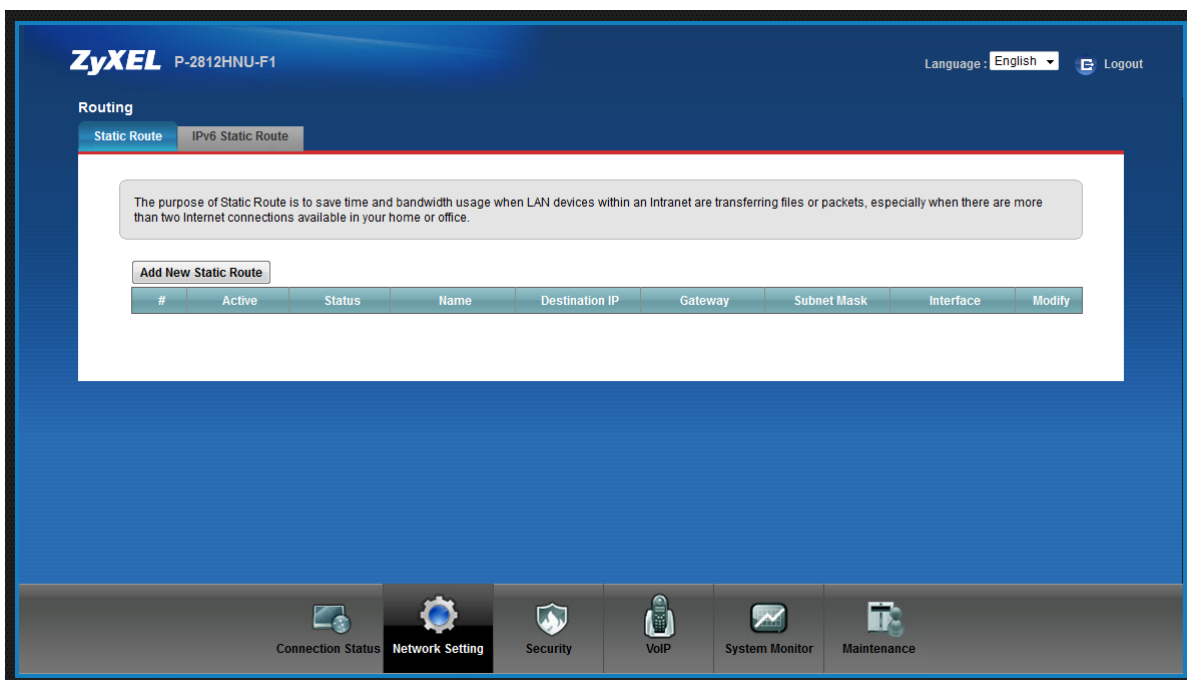 ZyXEL P-2812HNU-F1
Language : English
Logout
Routing
Static Route
IPv6 Static Route
The purpose of Static Route is to save time and bandwidth usage when LAN devices within an Intranet are transferring files or packets, especially when there are more
than two Internet connections available in your home or office.
Add New Static Route
# Active Status Name Destination IP Gateway Subnet Mask Interface Modify
Connection Status Network Setting Security VoIP System Monitor Maintenance